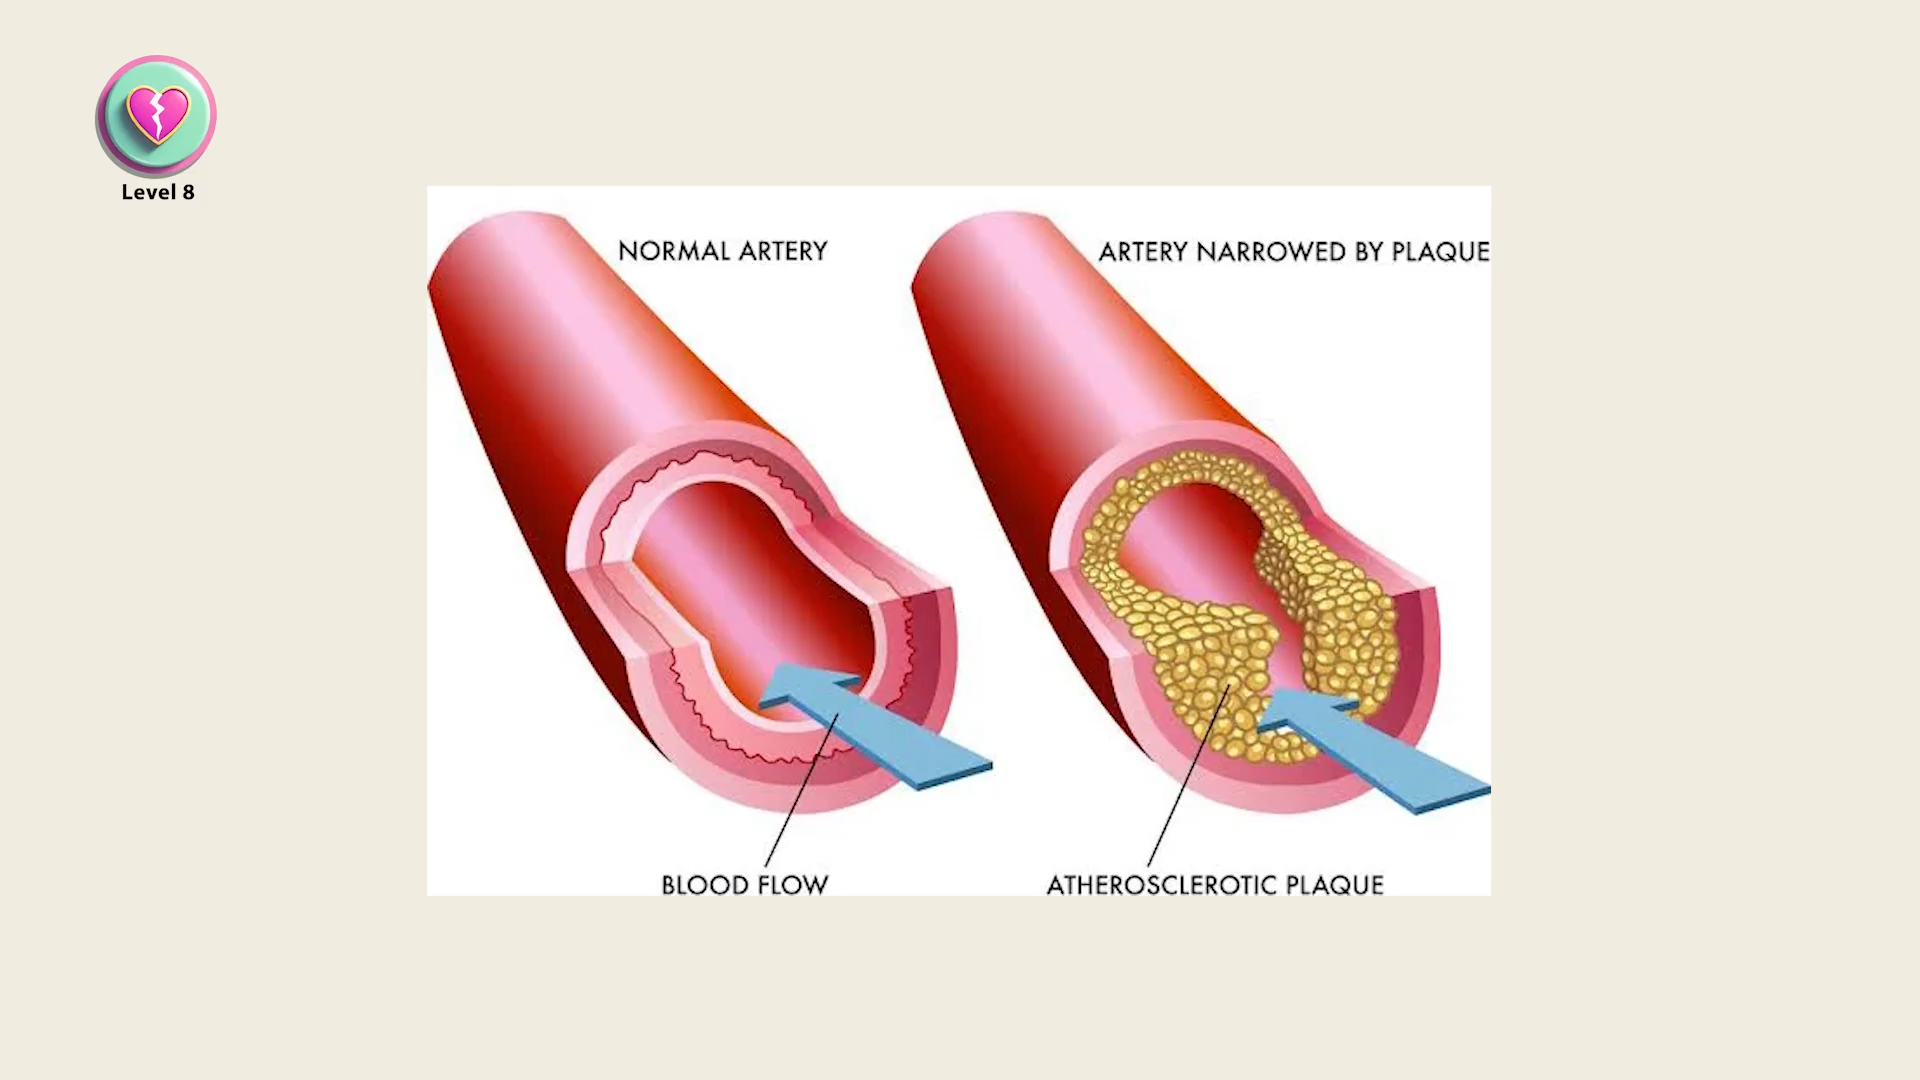 Level 8
NORMAL ARTERY
ARTERY NARROWED BY PLAQUE
BLOOD FLOW
ATHEROSCLEROTIC PLAQUE